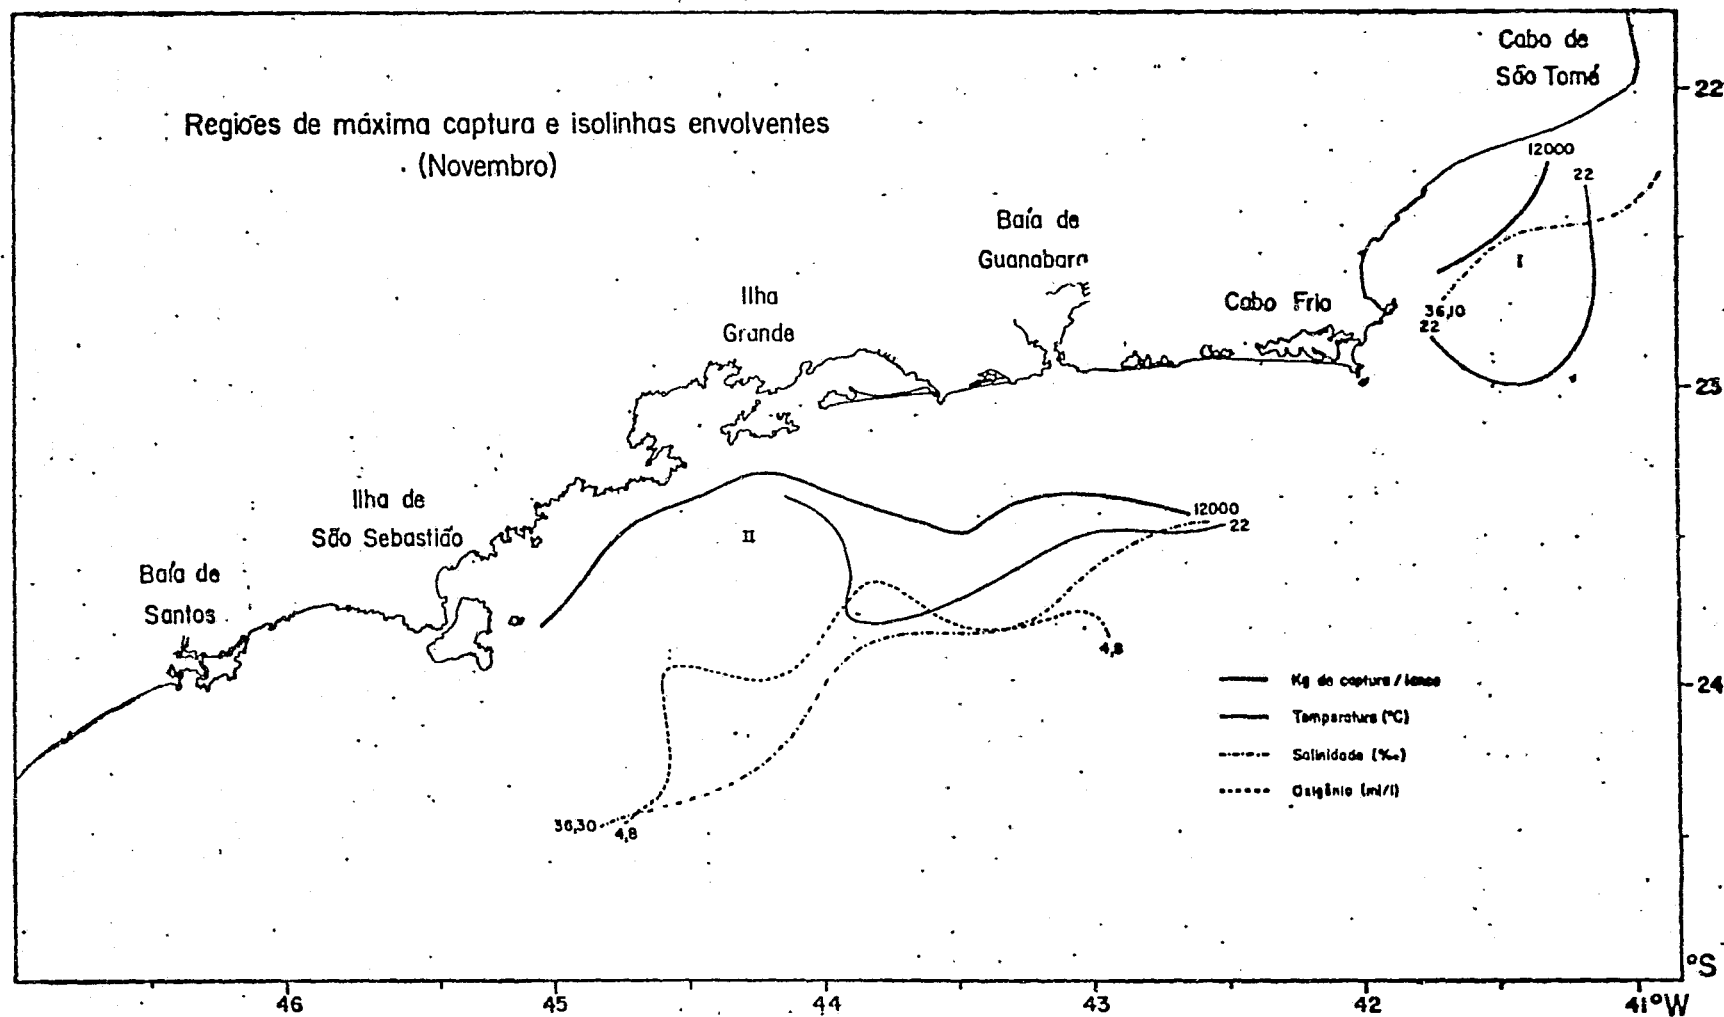 Regiões de máxima captura e isolinhas envolventes
(Novembro)
Cabo de
São Tomé
22
12000
22
I
36,10
22
Baía de
Guanabara
Cabo Frio
Ilha
Grande
23
Ilha de
São Sebastião
II
12000
22
Baía de
Santos
4,8
24
Kg de captura / lance
Temperatura (°C)
Salinidade (‰)
Oxigênio (ml/l)
36,30
4,8
°S
46
45
44
43
42
41°W